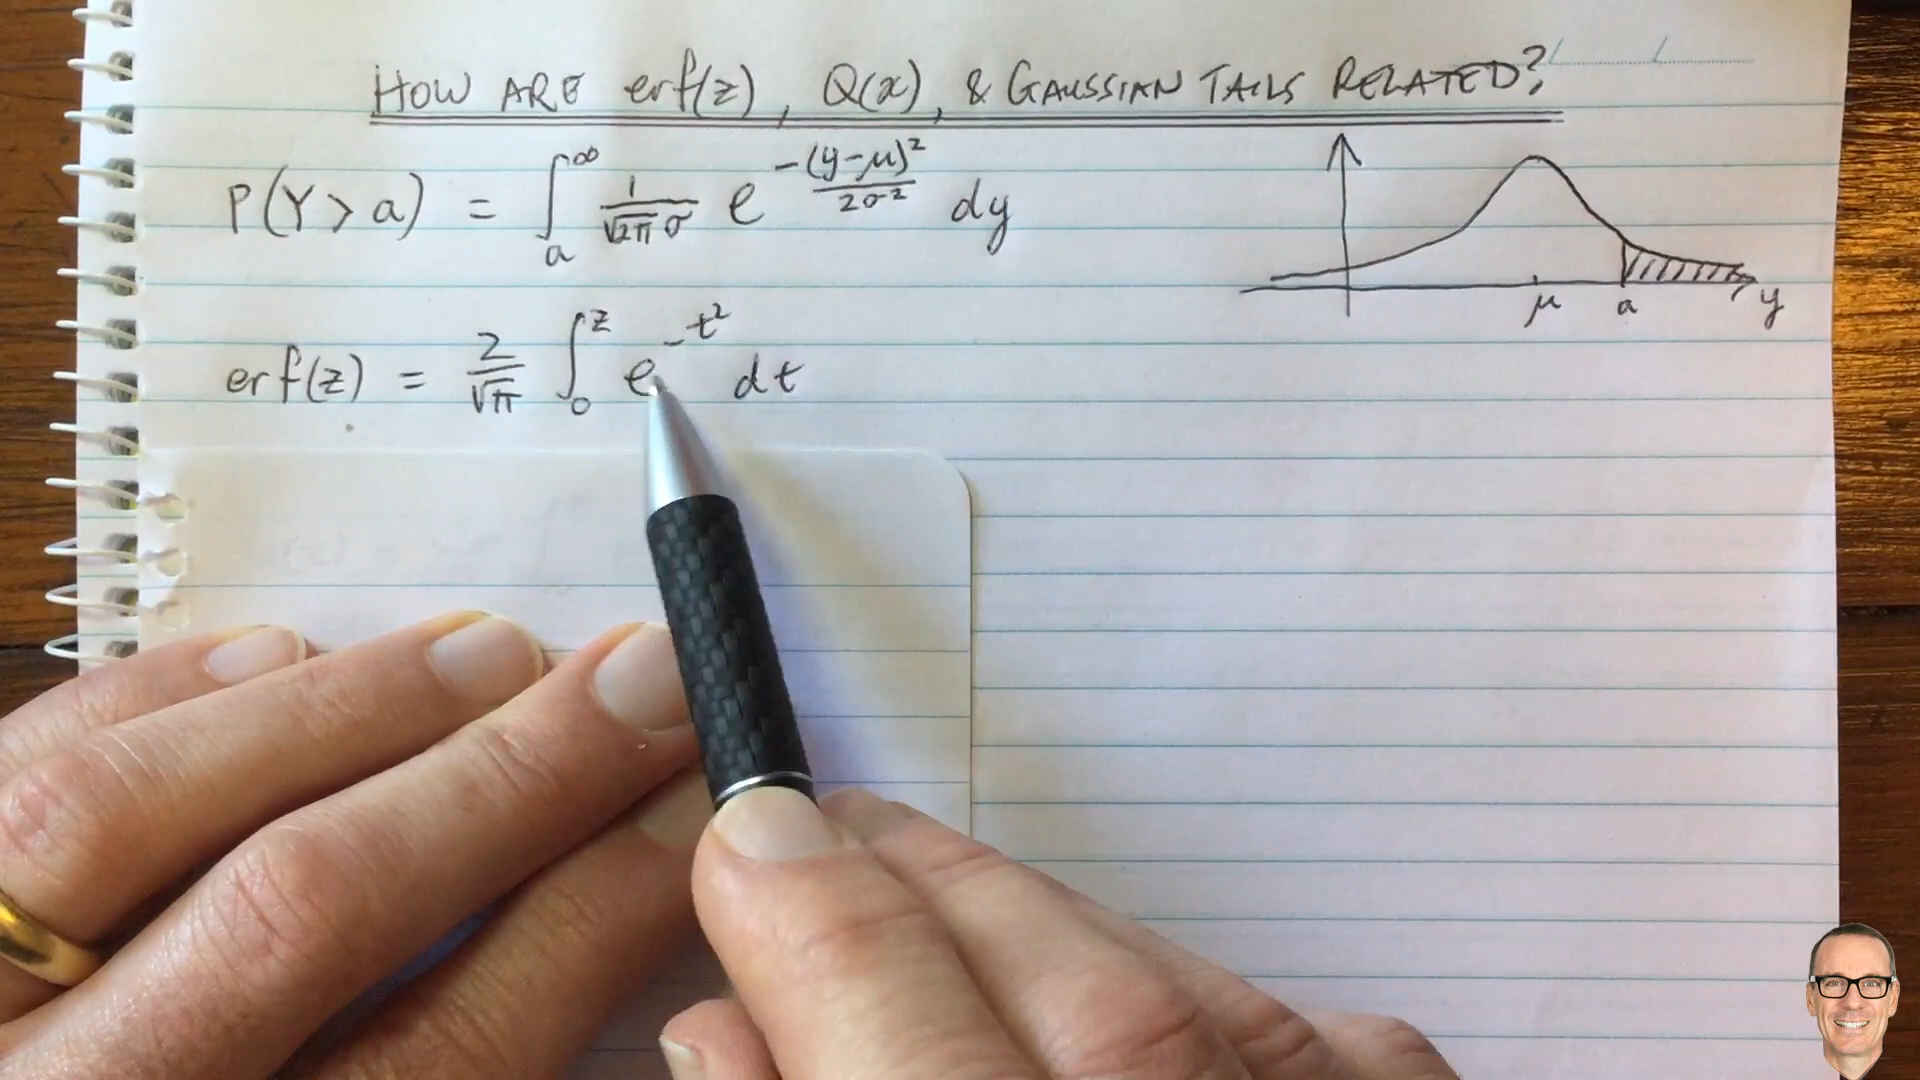 HOW ARE erf(z), Q(x), & GAUSSIAN TAILS RELATED?
P(Y > a) = ∫_a^∞ 1/(√2π σ) e^(-(y-μ)²/2σ²) dy
μ a y
erf(z) = 2/√π ∫_0^z e^(-t²) dt